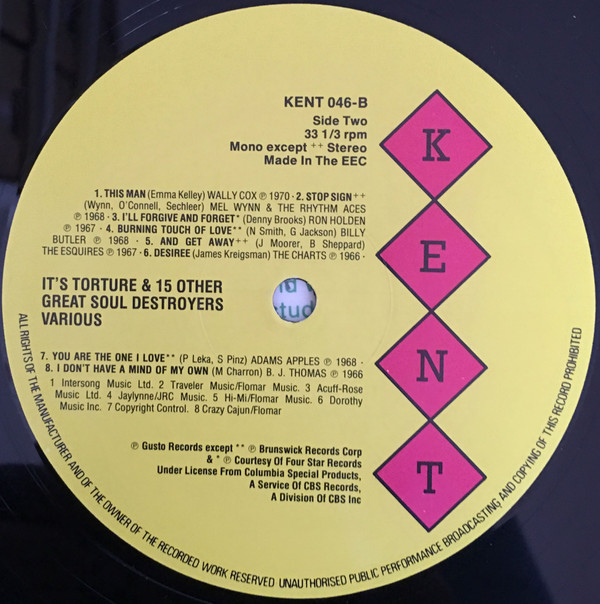 KENT 046-B
Side Two
33 1/3 rpm
Mono except ++ Stereo
Made In The EEC
1. THIS MAN (Emma Kelley) WALLY COX ℗ 1970 · 2. STOP SIGN++
(Wynn, O'Connell, Sechleer) MEL WYNN & THE RHYTHM ACES
℗ 1968 · 3. I'LL FORGIVE AND FORGET* (Denny Brooks) RON HOLDEN
℗ 1967 · 4. BURNING TOUCH OF LOVE** (N Smith, G Jackson) BILLY
BUTLER ℗ 1968 · 5. AND GET AWAY++ (J Moorer, B Sheppard)
THE ESQUIRES ℗ 1967 · 6. DESIREE (James Kreigsman) THE CHARTS ℗ 1966 ·
IT'S TORTURE & 15 OTHER
GREAT SOUL DESTROYERS
VARIOUS
7. YOU ARE THE ONE I LOVE** (P Leka, S Pinz) ADAMS APPLES ℗ 1968 ·
8. I DON'T HAVE A MIND OF MY OWN (M Charron) B. J. THOMAS ℗ 1966
1 Intersong Music Ltd. 2 Traveler Music/Flomar Music. 3 Acuff-Rose
Music Ltd. 4 Jaylynne/JRC Music. 5 Hi-Mi/Flomar Music. 6 Dorothy
Music Inc. 7 Copyright Control. 8 Crazy Cajun/Flomar
℗ Gusto Records except ** ℗ Brunswick Records Corp
& * ℗ Courtesy Of Four Star Records
Under License From Columbia Special Products,
A Service Of CBS Records,
A Division Of CBS Inc
K
E
N
T
ALL RIGHTS OF THE MANUFACTURER AND OF THE OWNER OF THE RECORDED WORK RESERVED UNAUTHORISED PUBLIC PERFORMANCE BROADCASTING AND COPYING OF THIS RECORD PROHIBITED